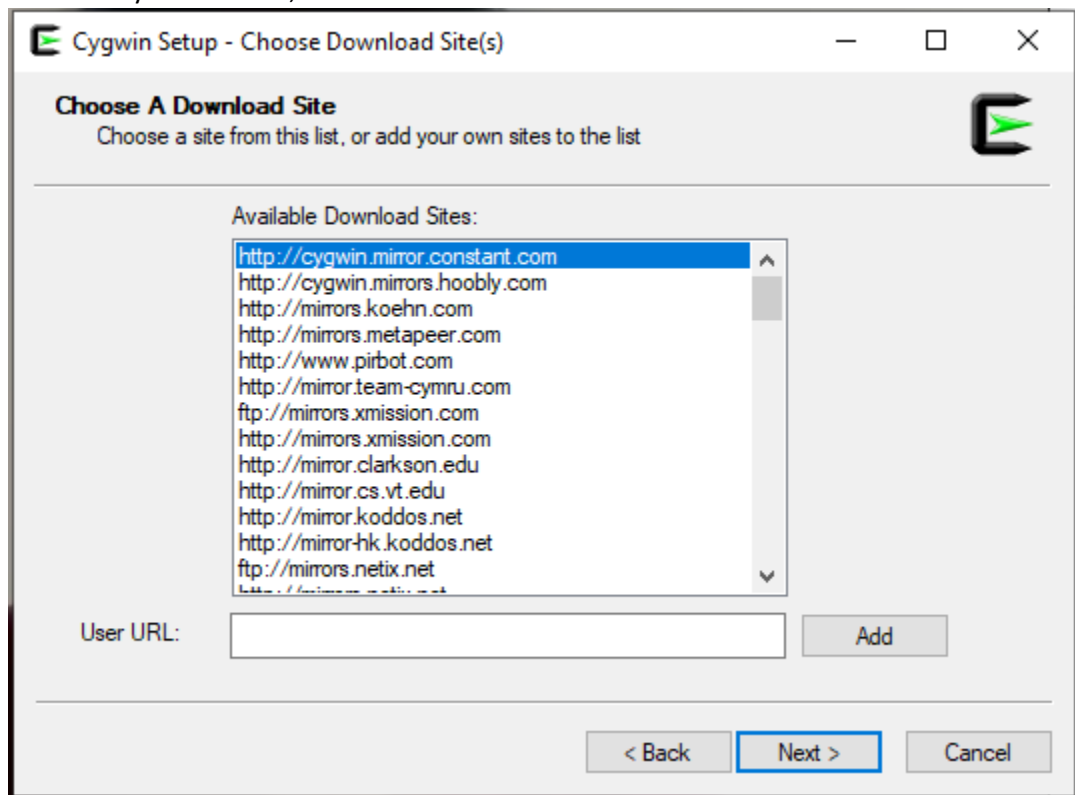 Cygwin Setup - Choose Download Site(s)
Choose A Download Site
Choose a site from this list, or add your own sites to the list
Available Download Sites:
http://cygwin.mirror.constant.com
http://cygwin.mirrors.hoobly.com
http://mirrors.koehn.com
http://mirrors.metapeer.com
http://www.pirbot.com
http://mirror.team-cymru.com
ftp://mirrors.xmission.com
http://mirrors.xmission.com
http://mirror.clarkson.edu
http://mirror.cs.vt.edu
http://mirror.koddos.net
http://mirror-hk.koddos.net
ftp://mirrors.netix.net
User URL:
Add
< Back
Next >
Cancel